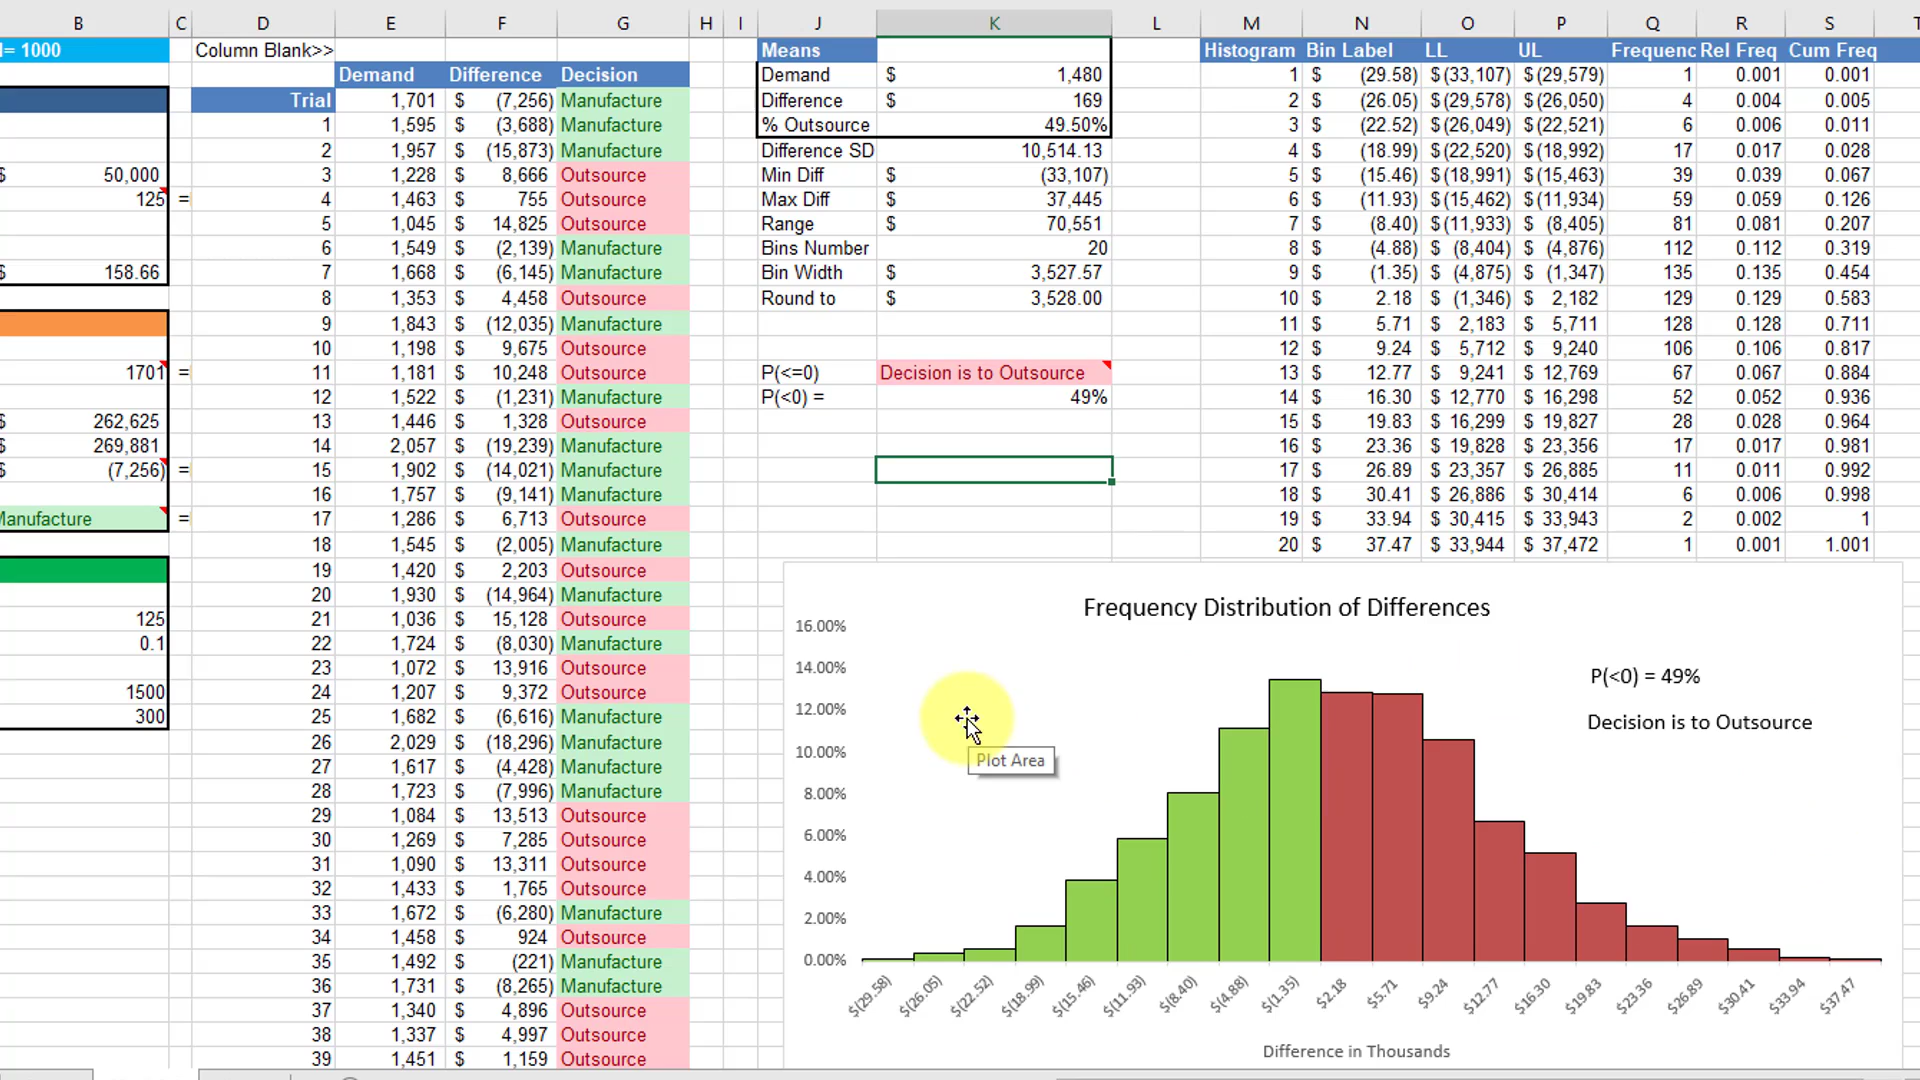 B C D E F G H I J K L M N O P Q R S
= 1000 Column Blank>> Means Histogram Bin Label LL UL Frequenc Rel Freq Cum Freq
Demand Difference Decision Demand $ 1,480 1 $ (29.58) $ (33,107) $ (29,579) 1 0.001 0.001
Trial 1,701 $ (7,256) Manufacture Difference $ 169 2 $ (26.05) $ (29,578) $ (26,050) 4 0.004 0.005
1 1,595 $ (3,688) Manufacture % Outsource 49.50% 3 $ (22.52) $ (26,049) $ (22,521) 6 0.006 0.011
2 1,957 $ (15,873) Manufacture Difference SD 10,514.13 4 $ (18.99) $ (22,520) $ (18,992) 17 0.017 0.028
$ 50,000 3 1,228 $ 8,666 Outsource Min Diff $ (33,107) 5 $ (15.46) $ (18,991) $ (15,463) 39 0.039 0.067
125 = 4 1,463 $ 755 Outsource Max Diff $ 37,445 6 $ (11.93) $ (15,462) $ (11,934) 59 0.059 0.126
5 1,045 $ 14,825 Outsource Range $ 70,551 7 $ (8.40) $ (11,933) $ (8,405) 81 0.081 0.207
6 1,549 $ (2,139) Manufacture Bins Number 20 8 $ (4.88) $ (8,404) $ (4,876) 112 0.112 0.319
$ 158.66 7 1,668 $ (6,145) Manufacture Bin Width $ 3,527.57 9 $ (1.35) $ (4,875) $ (1,347) 135 0.135 0.454
8 1,353 $ 4,458 Outsource Round to $ 3,528.00 10 $ 2.18 $ (1,346) $ 2,182 129 0.129 0.583
9 1,843 $ (12,035) Manufacture 11 $ 5.71 $ 2,183 $ 5,711 128 0.128 0.711
10 1,198 $ 9,675 Outsource 12 $ 9.24 $ 5,712 $ 9,240 106 0.106 0.817
1701 = 11 1,181 $ 10,248 Outsource P(<=0) Decision is to Outsource 13 $ 12.77 $ 9,241 $ 12,769 67 0.067 0.884
12 1,522 $ (1,231) Manufacture P(<0) = 49% 14 $ 16.30 $ 12,770 $ 16,298 52 0.052 0.936
$ 262,625 13 1,446 $ 1,328 Outsource 15 $ 19.83 $ 16,299 $ 19,827 28 0.028 0.964
$ 269,881 14 2,057 $ (19,239) Manufacture 16 $ 23.36 $ 19,828 $ 23,356 17 0.017 0.981
$ (7,256) = 15 1,902 $ (14,021) Manufacture 17 $ 26.89 $ 23,357 $ 26,885 11 0.011 0.992
16 1,757 $ (9,141) Manufacture 18 $ 30.41 $ 26,886 $ 30,414 6 0.006 0.998
Manufacture = 17 1,286 $ 6,713 Outsource 19 $ 33.94 $ 30,415 $ 33,943 2 0.002 1
18 1,545 $ (2,005) Manufacture 20 $ 37.47 $ 33,944 $ 37,472 1 0.001 1.001
19 1,420 $ 2,203 Outsource
20 1,930 $ (14,964) Manufacture
125 21 1,036 $ 15,128 Outsource
0.1 22 1,724 $ (8,030) Manufacture
23 1,072 $ 13,916 Outsource
1500 24 1,207 $ 9,372 Outsource
300 25 1,682 $ (6,616) Manufacture
26 2,029 $ (18,296) Manufacture
27 1,617 $ (4,428) Manufacture
28 1,723 $ (7,996) Manufacture
29 1,084 $ 13,513 Outsource
30 1,269 $ 7,285 Outsource
31 1,090 $ 13,311 Outsource
32 1,433 $ 1,765 Outsource
33 1,672 $ (6,280) Manufacture
34 1,458 $ 924 Outsource
35 1,492 $ (221) Manufacture
36 1,731 $ (8,265) Manufacture
37 1,340 $ 4,896 Outsource
38 1,337 $ 4,997 Outsource
39 1,451 $ 1,159 Outsource
Frequency Distribution of Differences
16.00%
14.00%
12.00%
10.00%
8.00%
6.00%
4.00%
2.00%
0.00%
P(<0) = 49%
Decision is to Outsource
Plot Area
$(29.58) $(26.05) $(22.52) $(18.99) $(15.46) $(11.93) $(8.40) $(4.88) $(1.35) $2.18 $5.71 $9.24 $12.77 $16.30 $19.83 $23.36 $26.89 $30.41 $33.94 $37.47
Difference in Thousands